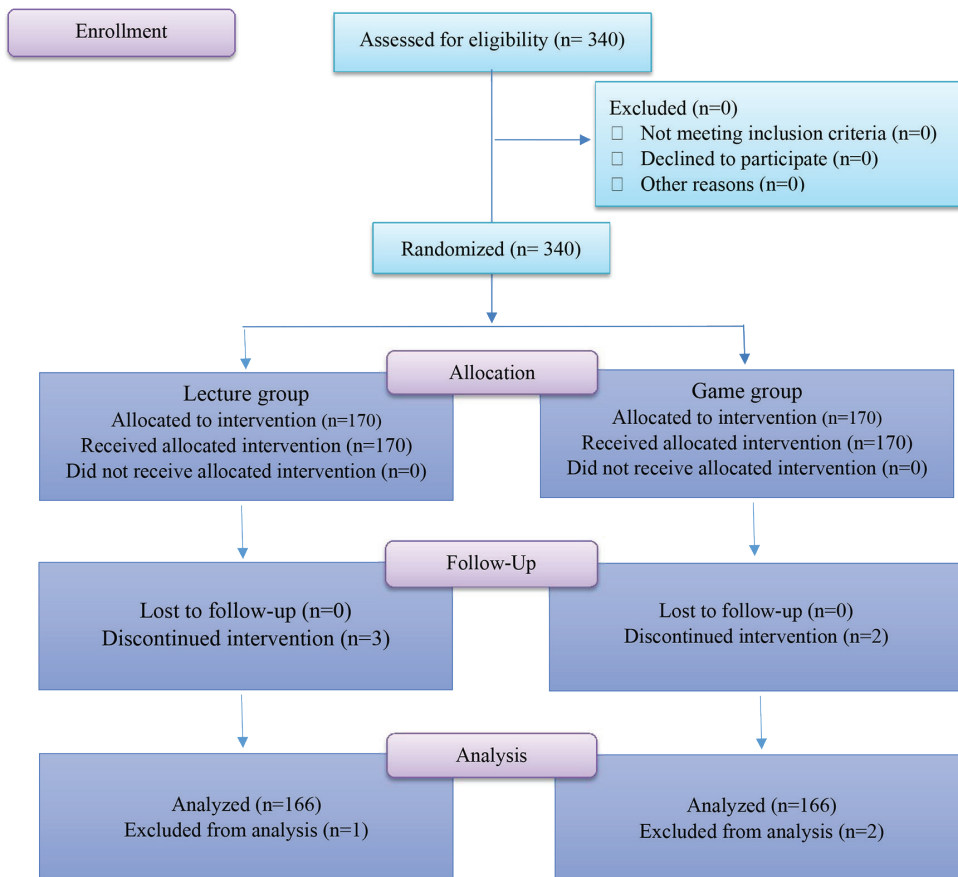 Enrollment
Assessed for eligibility (n= 340)
Excluded (n=0)
□ Not meeting inclusion criteria (n=0)
□ Declined to participate (n=0)
□ Other reasons (n=0)
Randomized (n= 340)
Allocation
Lecture group
Allocated to intervention (n=170)
Received allocated intervention (n=170)
Did not receive allocated intervention (n=0)
Game group
Allocated to intervention (n=170)
Received allocated intervention (n=170)
Did not receive allocated intervention (n=0)
Follow-Up
Lost to follow-up (n=0)
Discontinued intervention (n=3)
Lost to follow-up (n=0)
Discontinued intervention (n=2)
Analysis
Analyzed (n=166)
Excluded from analysis (n=1)
Analyzed (n=166)
Excluded from analysis (n=2)